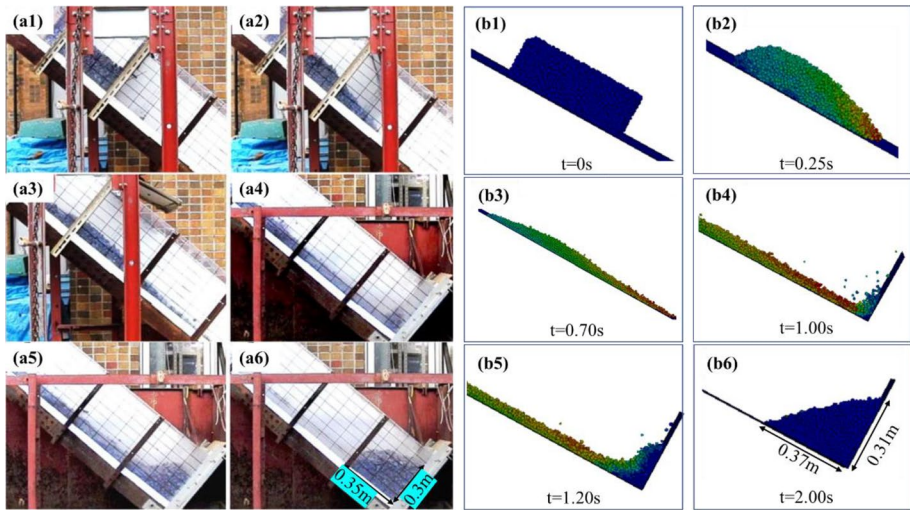 (a1)
(a2)
(b1)
t=0s
(b2)
t=0.25s
(a3)
(a4)
(b3)
t=0.70s
(b4)
t=1.00s
(a5)
(a6)
0.35m
0.3m
(b5)
t=1.20s
(b6)
0.37m
0.31m
t=2.00s